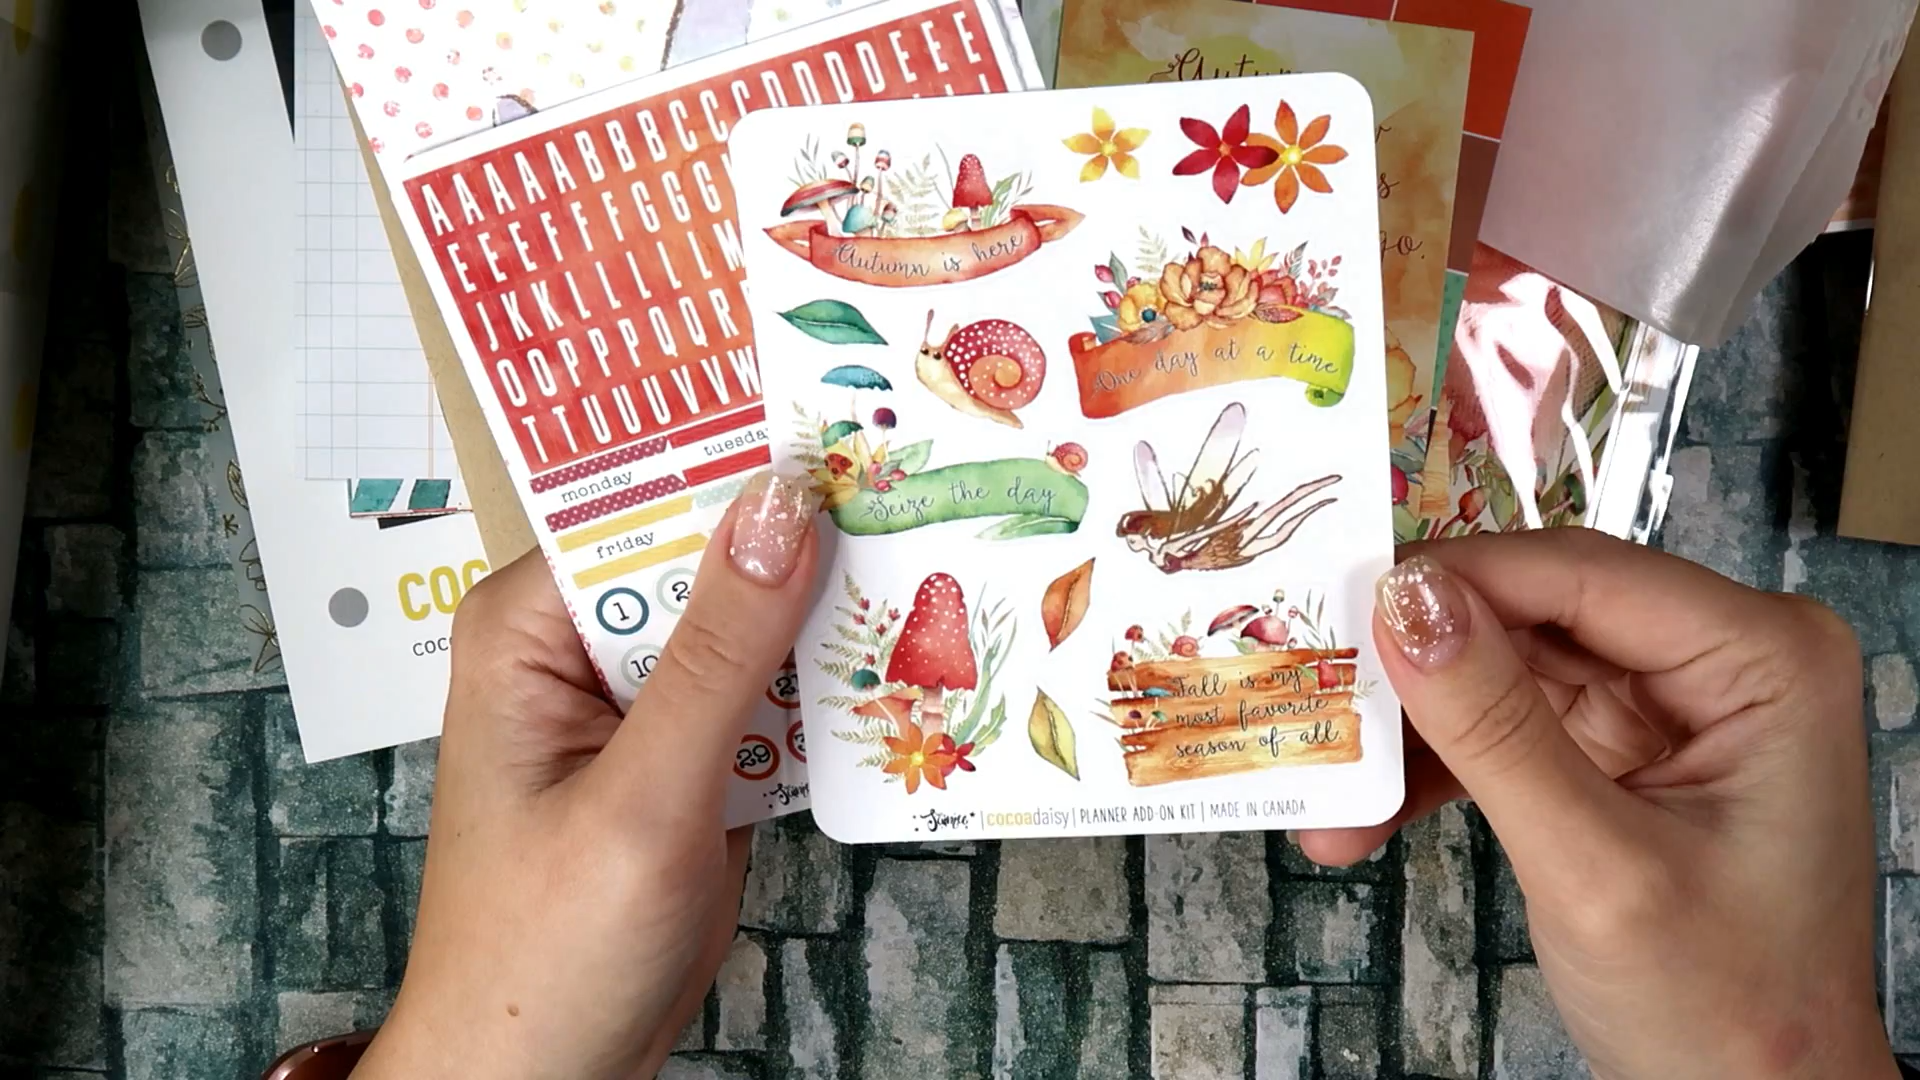 AAAAABBBCCCDDDDEEE
EEEFFFGGG
JKKLLLLLM
OOPPPQQR
TTUUUVVW
monday
tuesday
friday
1
2
10
29
COC
COC
Autumn is here
One day at a time
Seize the day
Fall is my
most favorite
season of all.
cocoadaisy | PLANNER ADD-ON KIT | MADE IN CANADA